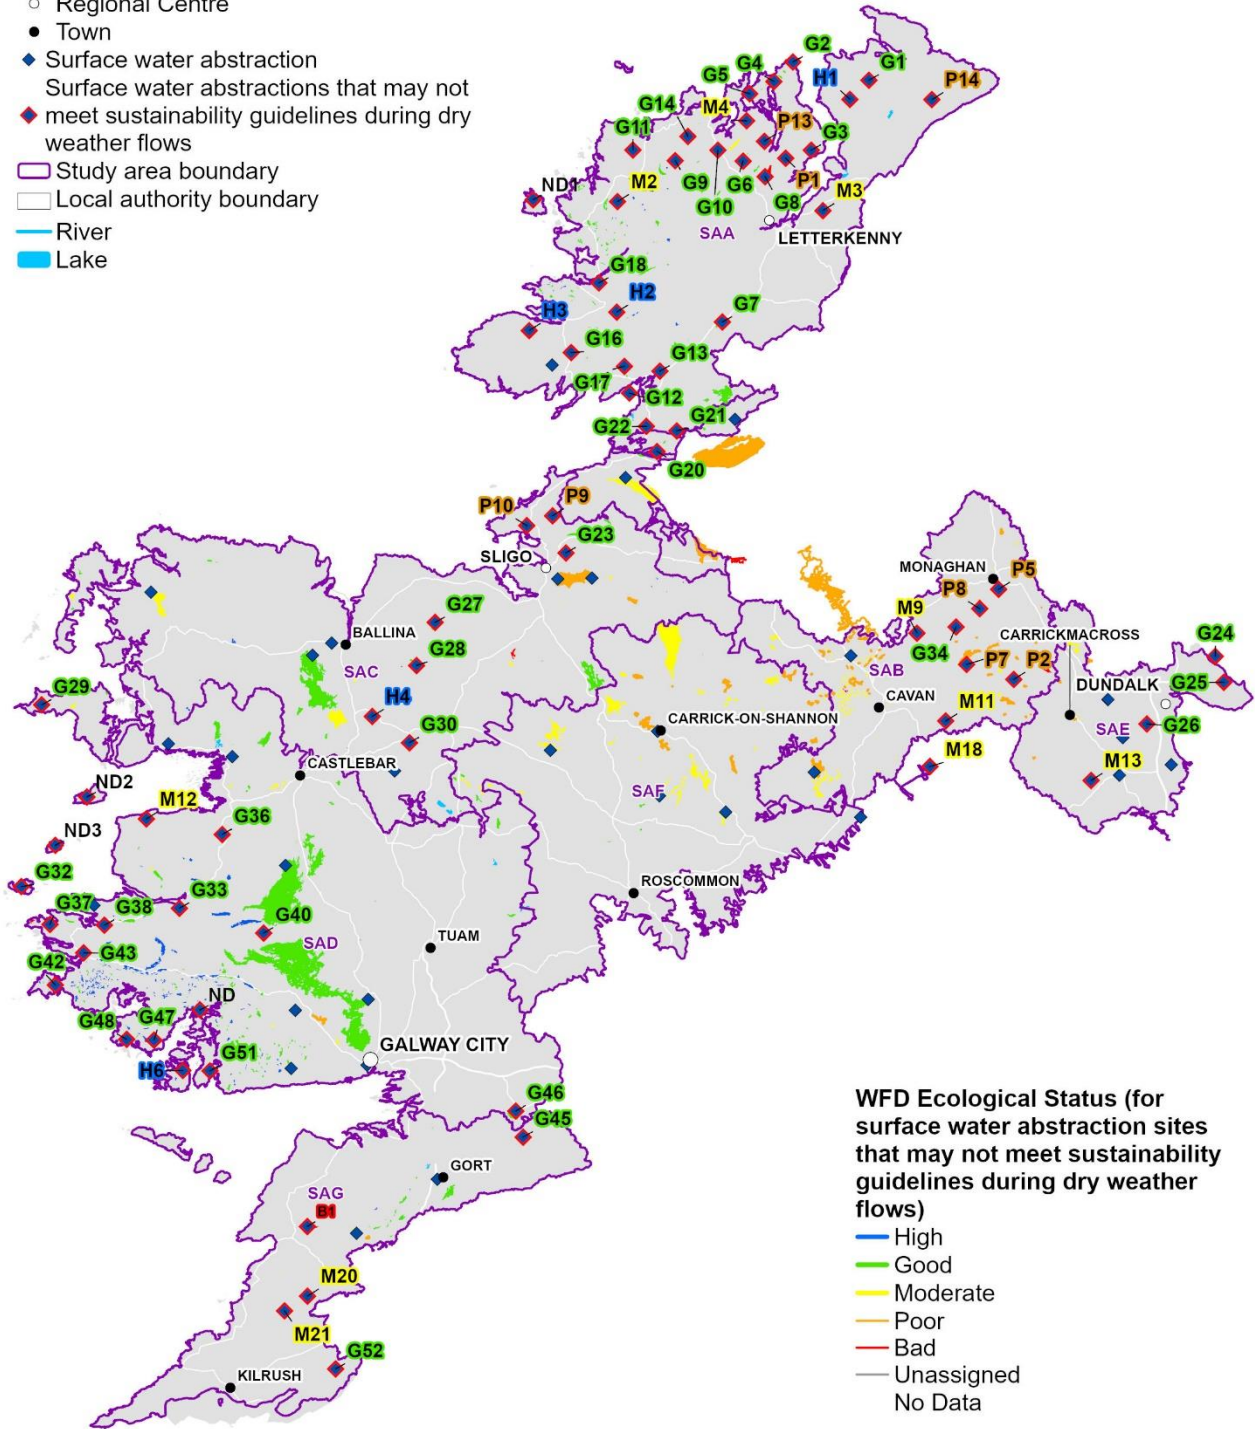 Regional Centre
Town
Surface water abstraction
Surface water abstractions that may not
meet sustainability guidelines during dry
weather flows
Study area boundary
Local authority boundary
River
Lake
G2
G4
G5
H1
G1
P14
G14
M4
P13
G11
G3
ND1
M2
G9
G6
P1
G8
M3
G10
SAA
LETTERKENNY
G18
H2
H3
G7
G16
G13
G17
G12
G22
G21
G20
P10
P9
G23
SLIGO
MONAGHAN
P5
P8
M9
G27
BALLINA
CARRICKMACROSS
G34
G24
G28
SAC
SAB
P7
P2
G29
H4
CAVAN
DUNDALK
G25
M11
G30
CARRICK-ON-SHANNON
SAE
G26
CASTLEBAR
M18
M13
ND2
M12
SAF
ND3
G36
G32
ROSCOMMON
G33
G37
G38
G40
TUAM
SAD
G43
G42
ND
G48
G47
GALWAY CITY
G51
H6
G46
G45
GORT
SAG
B1
M20
M21
G52
KILRUSH
WFD Ecological Status (for
surface water abstraction sites
that may not meet sustainability
guidelines during dry weather
flows)
High
Good
Moderate
Poor
Bad
Unassigned
No Data